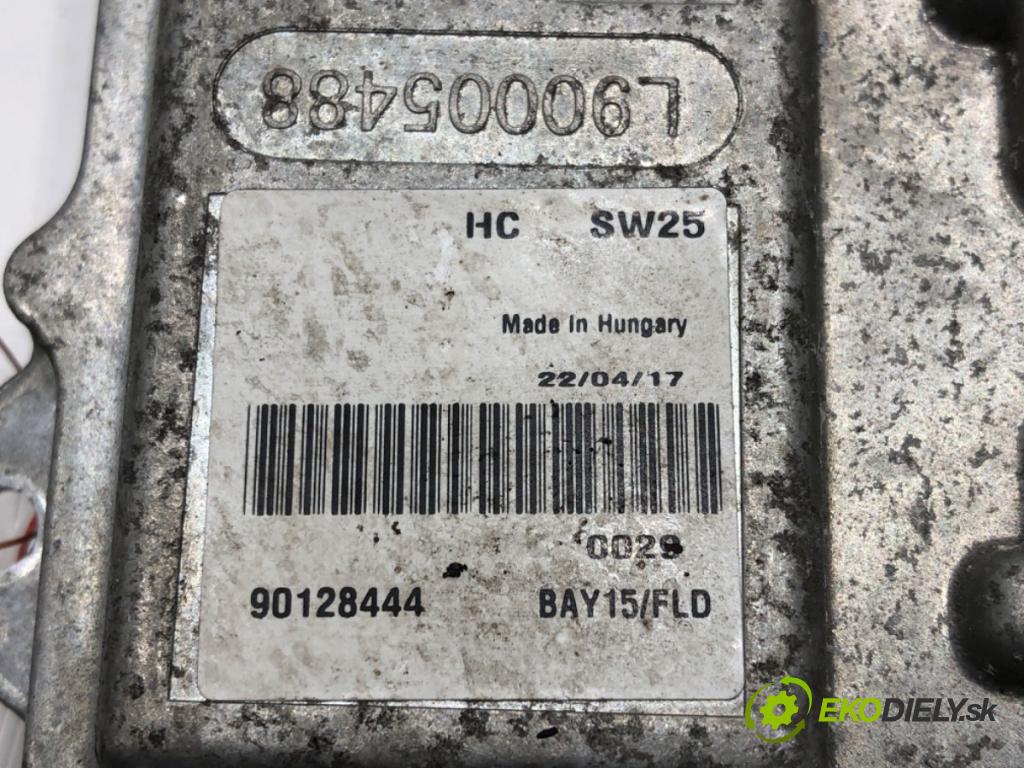 L90005488
HC SW25
Made In Hungary
22/04/17
0029
90128444 BAY15/FLD
EKODIELY.sk